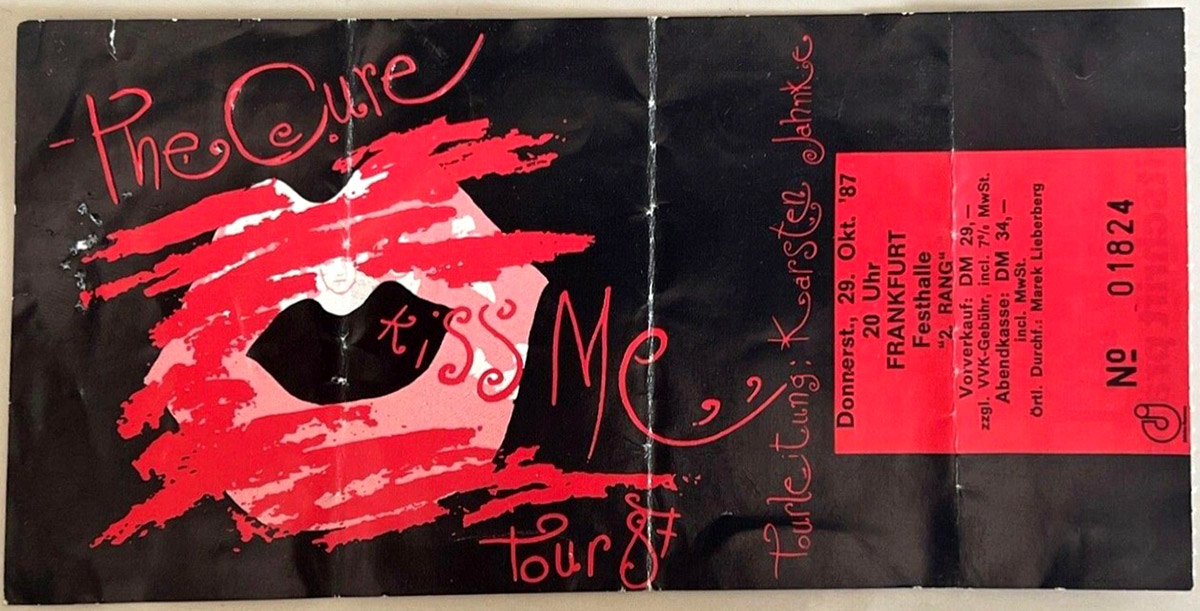 The Cure
Kiss Me
Tour 87
Tourleitung: Karsten Jahnke
Donnerst., 29. Okt. '87
20 Uhr
FRANKFURT
Festhalle
"2. RANG"
Vorverkauf: DM 29,–
zzgl. VVK-Gebühr, incl. 7% MwSt.
Abendkasse: DM 34,–
incl. MwSt.
Örtl. Durchf.: Marek Lieberberg
Nº 01824